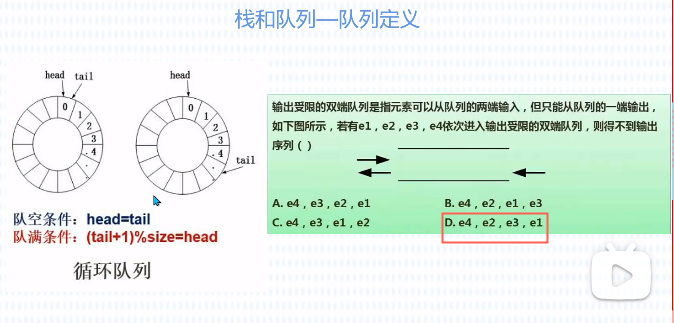 栈和队列—队列定义
head
tail
0
1
2
3
4
head
0
1
2
3
4
tail
队空条件：head=tail
队满条件：(tail+1)%size=head
循环队列
输出受限的双端队列是指元素可以从队列的两端输入，但只能从队列的一端输出，
如下图所示，若有e1，e2，e3，e4依次进入输出受限的双端队列，则得不到输出
序列（ ）
A. e4，e3，e2，e1
B. e4，e2，e1，e3
C. e4，e3，e1，e2
D. e4，e2，e3，e1